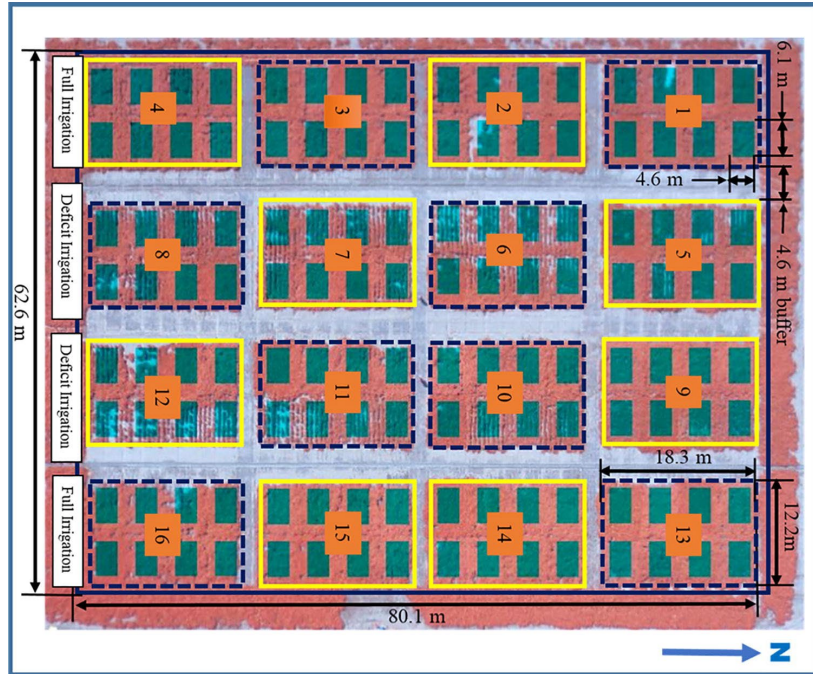 Full Irrigation
4
3
2
1
6.1 m
4.6 m
Deficit Irrigation
8
7
6
5
4.6 m buffer
62.6 m
Deficit Irrigation
12
11
10
9
18.3 m
Full Irrigation
16
15
14
13
12.2m
80.1 m
N